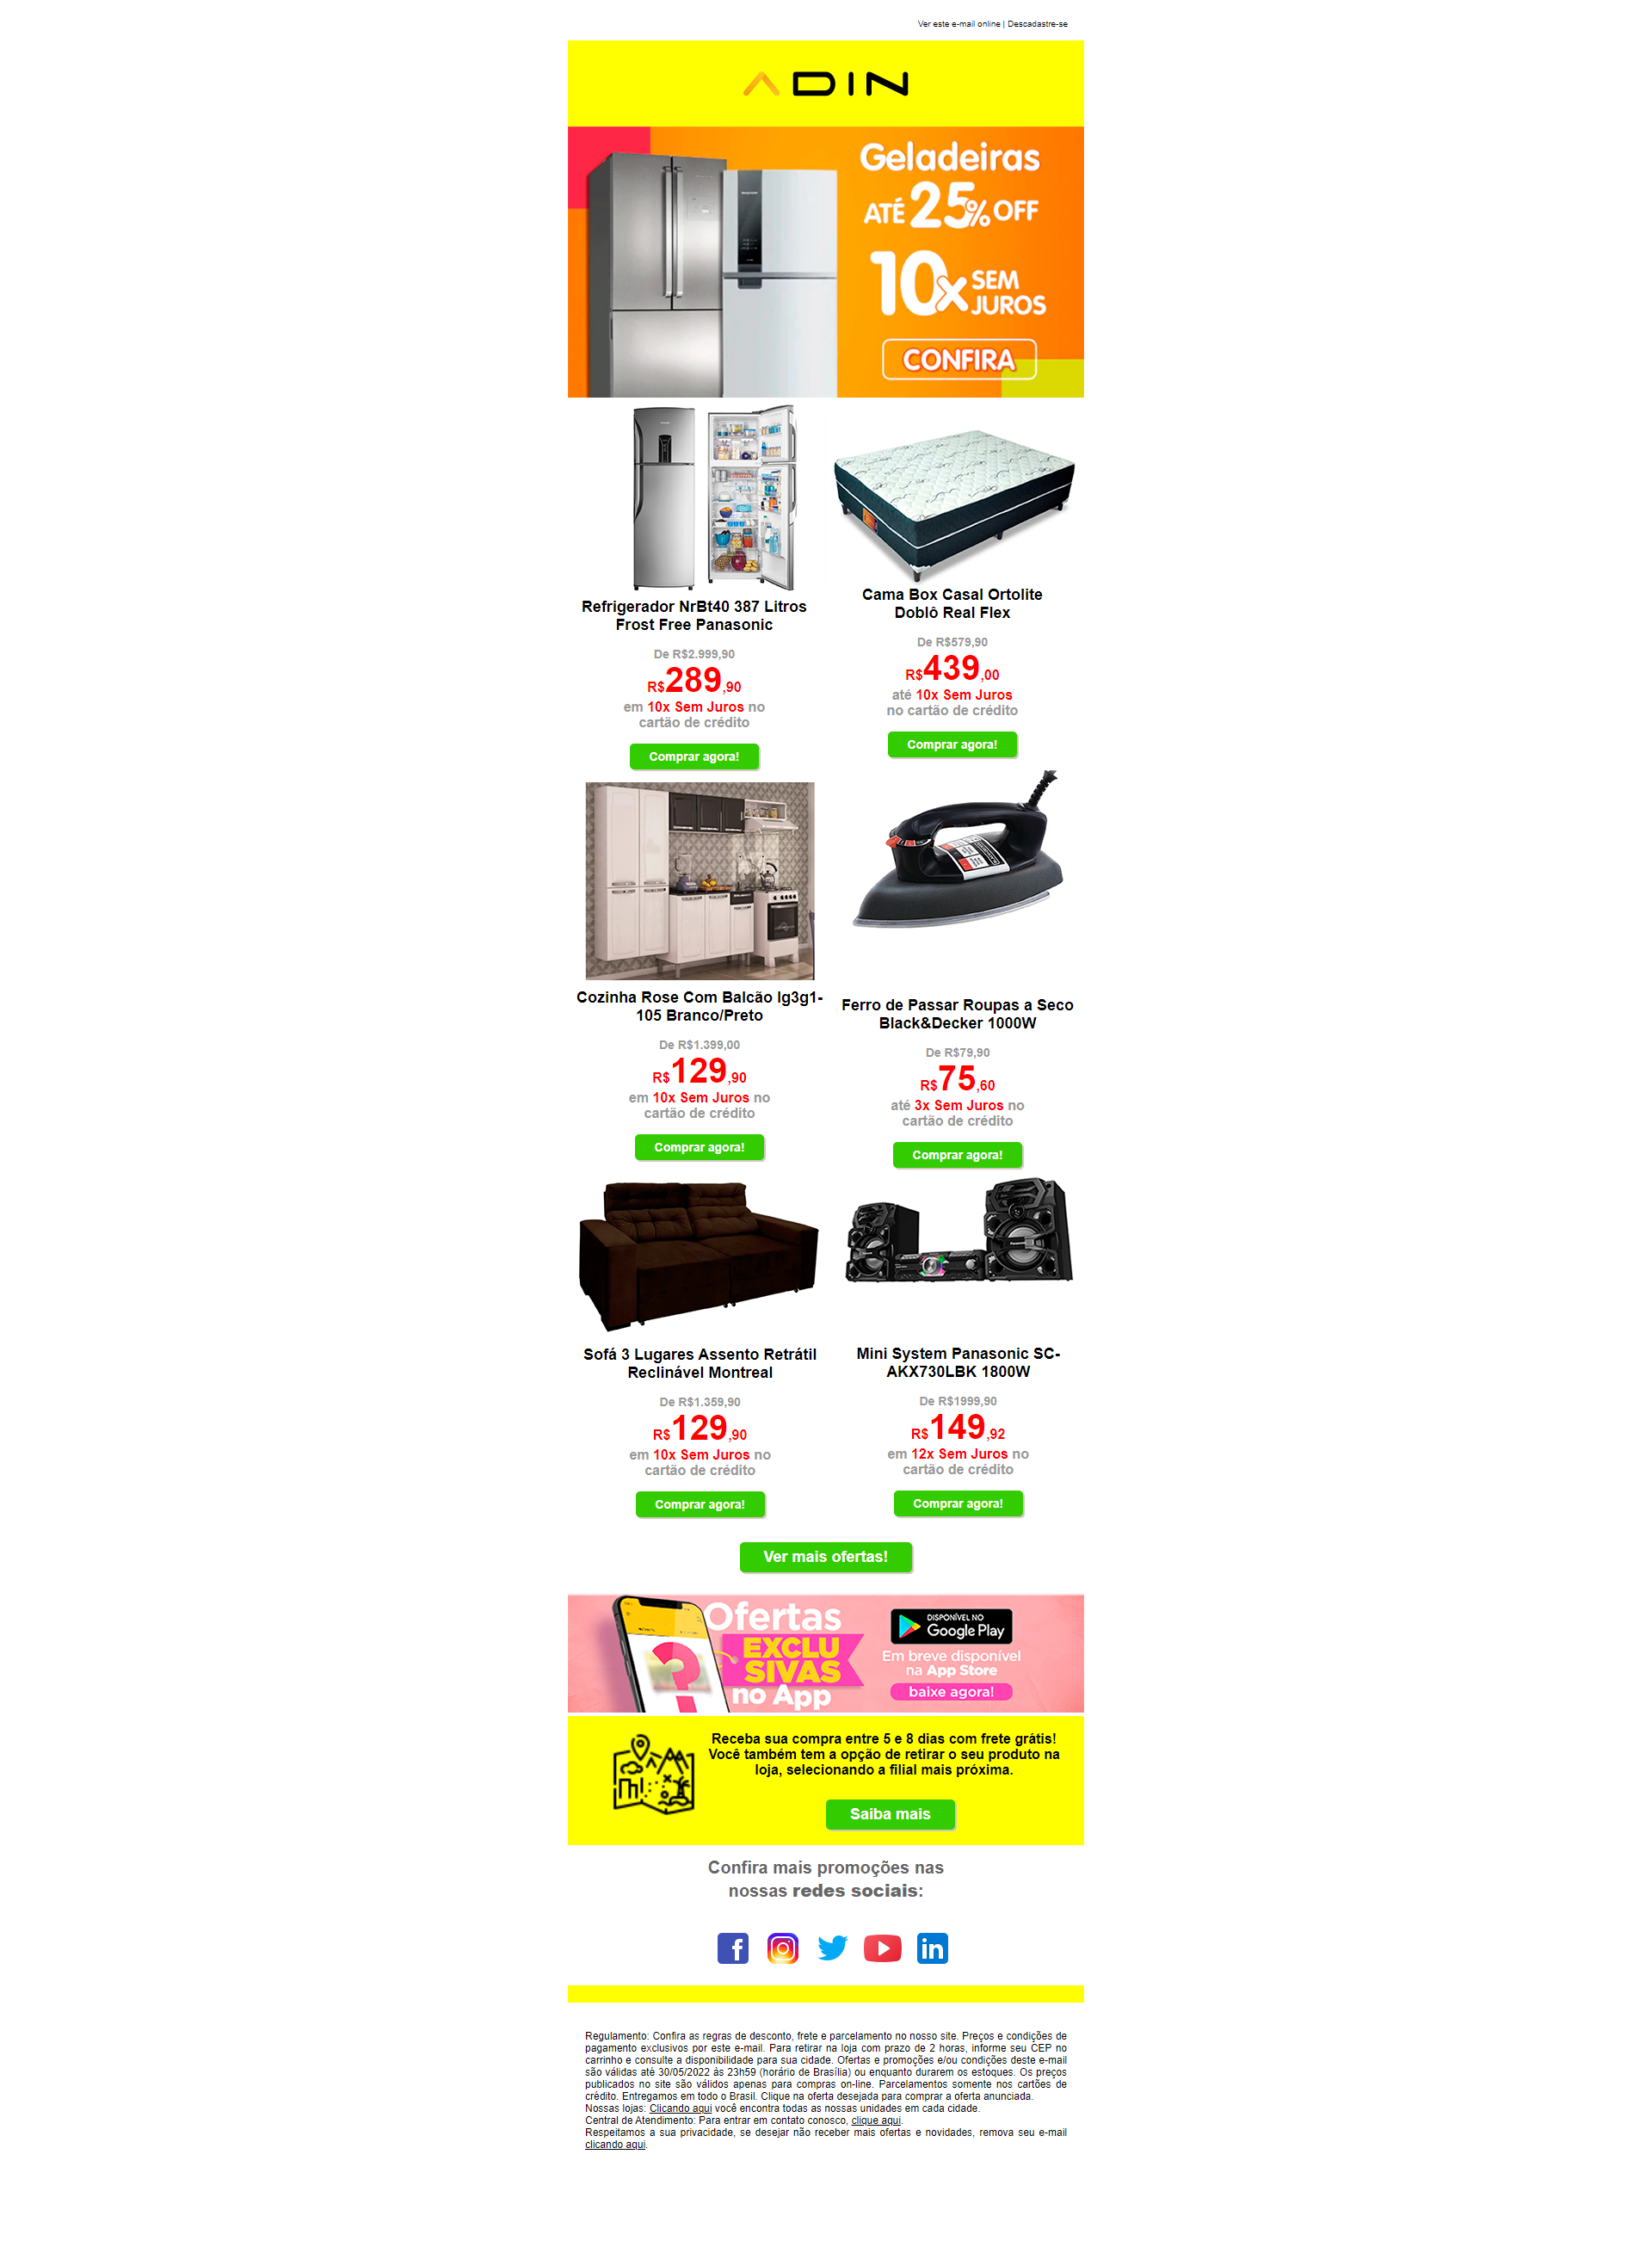 Ver este e-mail online | Descadastre-se
ADIN
Geladeiras
ATÉ 25% OFF
10x SEM
JUROS
CONFIRA
Refrigerador NrBt40 387 Litros
Frost Free Panasonic
De R$2.999,90
R$289,90
em 10x Sem Juros no
cartão de crédito
Comprar agora!
Cama Box Casal Ortolite
Doblô Real Flex
De R$579,90
R$439,00
até 10x Sem Juros
no cartão de crédito
Comprar agora!
Cozinha Rose Com Balcão Ig3g1-
105 Branco/Preto
De R$1.399,00
R$129,90
em 10x Sem Juros no
cartão de crédito
Comprar agora!
Ferro de Passar Roupas a Seco
Black&Decker 1000W
De R$79,90
R$75,60
até 3x Sem Juros no
cartão de crédito
Comprar agora!
Sofá 3 Lugares Assento Retrátil
Reclinável Montreal
De R$1.359,90
R$129,90
em 10x Sem Juros no
cartão de crédito
Comprar agora!
Mini System Panasonic SC-
AKX730LBK 1800W
De R$1999,90
R$149,92
em 12x Sem Juros no
cartão de crédito
Comprar agora!
Ver mais ofertas!
Ofertas
EXCLU
SIVAS
no App
DISPONÍVEL NO
Google Play
Em breve disponível
na App Store
baixe agora!
Receba sua compra entre 5 e 8 dias com frete grátis!
Você também tem a opção de retirar o seu produto na
loja, selecionando a filial mais próxima.
Saiba mais
Confira mais promoções nas
nossas redes sociais:
Regulamento: Confira as regras de desconto, frete e parcelamento no nosso site. Preços e condições de
pagamento exclusivos por este e-mail. Para retirar na loja com prazo de 2 horas, informe seu CEP no
carrinho e consulte a disponibilidade para sua cidade. Ofertas e promoções e/ou condições deste e-mail
são válidas até 30/05/2022 às 23h59 (horário de Brasília) ou enquanto durarem os estoques. Os preços
publicados no site são válidos apenas para compras on-line. Parcelamentos somente nos cartões de
crédito. Entregamos em todo o Brasil. Clique na oferta desejada para comprar a oferta anunciada.
Nossas lojas: Clicando aqui você encontra todas as nossas unidades em cada cidade.
Central de Atendimento: Para entrar em contato conosco, clique aqui.
Respeitamos a sua privacidade, se desejar não receber mais ofertas e novidades, remova seu e-mail
clicando aqui.